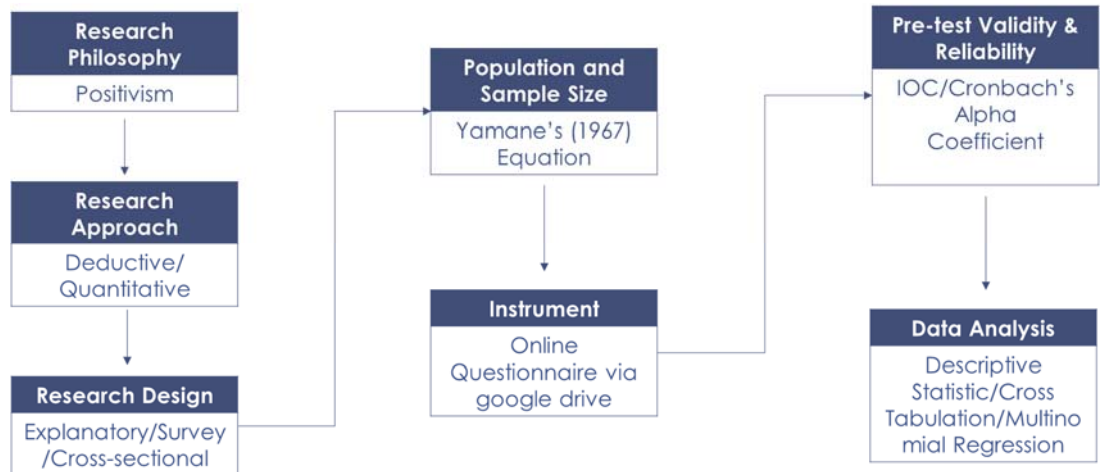 Research
Philosophy
Positivism
Research
Approach
Deductive/
Quantitative
Research Design
Explanatory/Survey
/Cross-sectional
Population and
Sample Size
Yamane’s (1967)
Equation
Instrument
Online
Questionnaire via
google drive
Pre-test Validity &
Reliability
IOC/Cronbach’s
Alpha
Coefficient
Data Analysis
Descriptive
Statistic/Cross
Tabulation/Multino
mial Regression